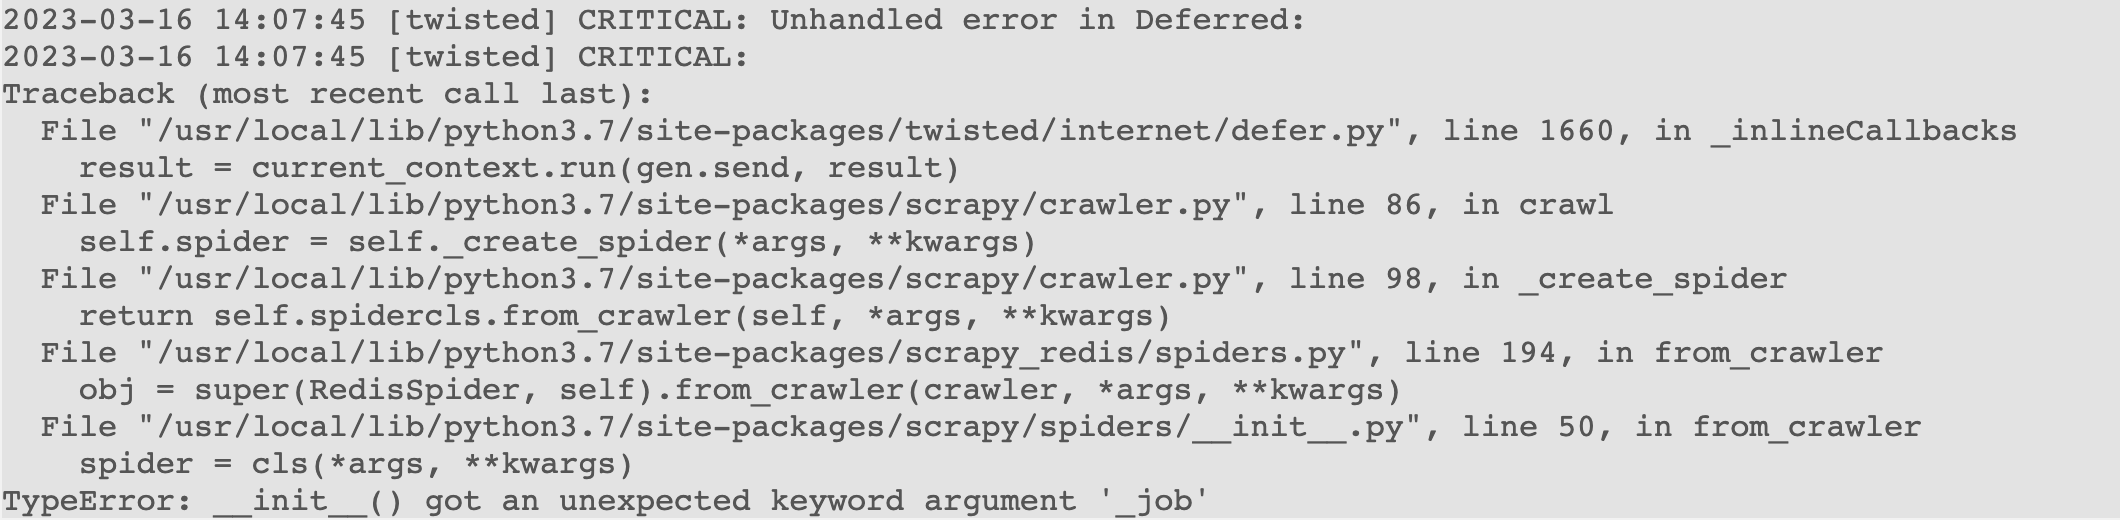 2023-03-16 14:07:45 [twisted] CRITICAL: Unhandled error in Deferred:
2023-03-16 14:07:45 [twisted] CRITICAL:
Traceback (most recent call last):
  File "/usr/local/lib/python3.7/site-packages/twisted/internet/defer.py", line 1660, in _inlineCallbacks
    result = current_context.run(gen.send, result)
  File "/usr/local/lib/python3.7/site-packages/scrapy/crawler.py", line 86, in crawl
    self.spider = self._create_spider(*args, **kwargs)
  File "/usr/local/lib/python3.7/site-packages/scrapy/crawler.py", line 98, in _create_spider
    return self.spidercls.from_crawler(self, *args, **kwargs)
  File "/usr/local/lib/python3.7/site-packages/scrapy_redis/spiders.py", line 194, in from_crawler
    obj = super(RedisSpider, self).from_crawler(crawler, *args, **kwargs)
  File "/usr/local/lib/python3.7/site-packages/scrapy/spiders/__init__.py", line 50, in from_crawler
    spider = cls(*args, **kwargs)
TypeError: __init__() got an unexpected keyword argument '_job'